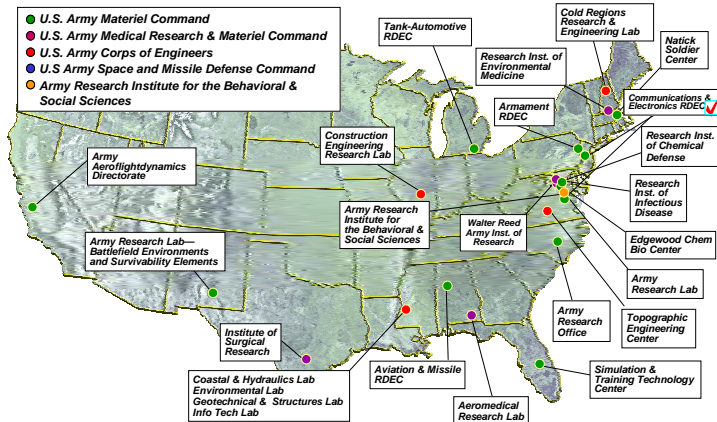 U.S. Army Materiel Command
U.S. Army Medical Research & Materiel Command
U.S. Army Corps of Engineers
US Army Space and Missile Defense Command
Army Research Institute for the Behavioral &
Social Sciences
Tank-Automotive
RDEC
Cold Regions
Research &
Engineering Lab
Natick
Soldier
Center
Research Inst. of
Environmental
Medicine
Communications &
Electronics RDEC
Armament
RDEC
Construction
Engineering
Research Lab
Research Inst.
of Chemical
Defense
Army
Aeroflightdynamics
Directorate
Research
Inst. of
Infectious
Disease
Army Research
Institute for
the Behavioral &
Social Sciences
Walter Reed
Army Inst. of
Research
Edgewood Chem
Bio Center
Army Research Lab—
Battlefield Environments
and Survivability Elements
Army
Research Lab
Army
Research
Office
Topographic
Engineering
Center
Institute of
Surgical
Research
Aviation & Missile
RDEC
Simulation &
Training Technology
Center
Coastal & Hydraulics Lab
Environmental Lab
Geotechnical & Structures Lab
Info Tech Lab
Aeromedical
Research Lab